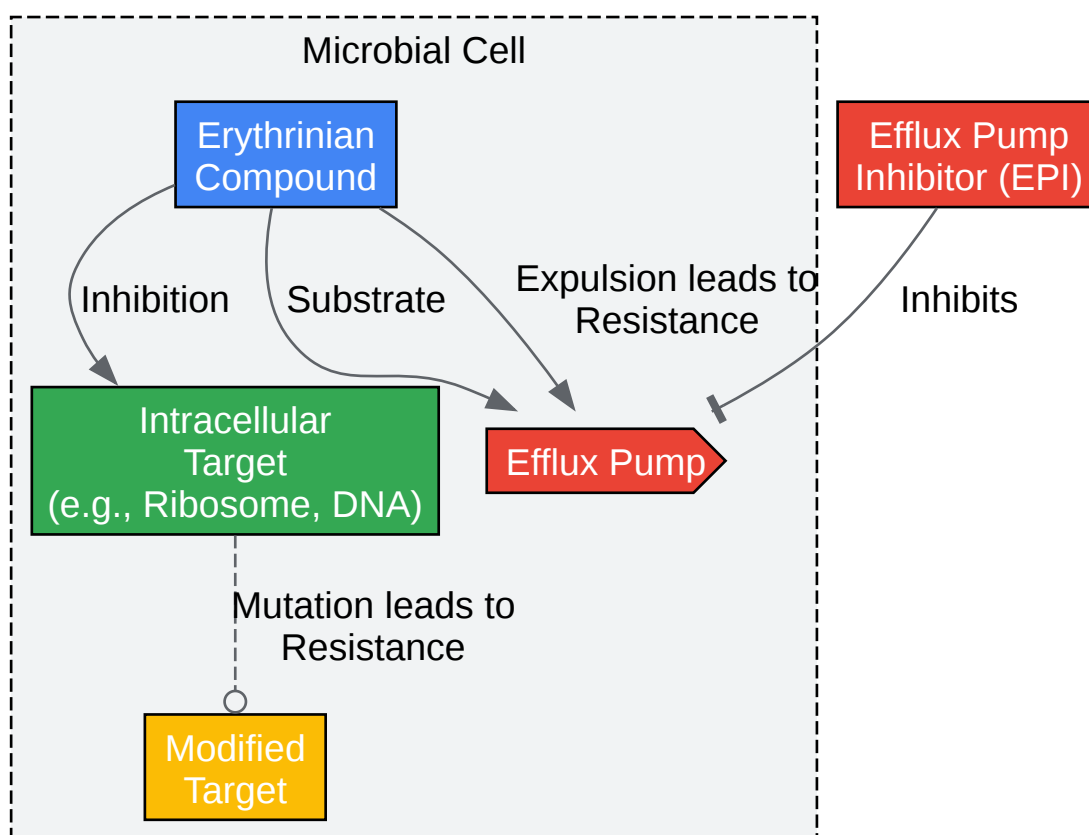 Microbial Cell
Erythrinian
Compound
Efflux Pump
Inhibitor (EPI)
Inhibition
Substrate
Expulsion leads to
Resistance
Inhibits
Intracellular
Target
(e.g., Ribosome, DNA)
Efflux Pump
Mutation leads to
Resistance
Modified
Target